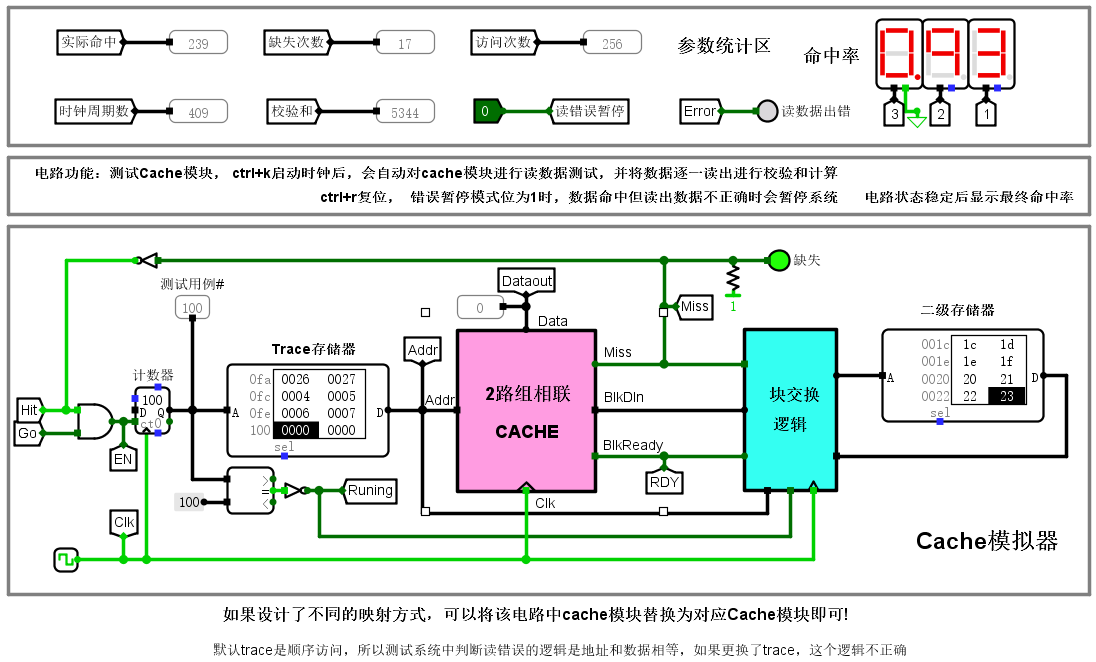 实际命中 239 缺失次数 17 访问次数 256 参数统计区 命中率 0.93
时钟周期数 409 校验和 5344 0 读错误暂停 Error 读数据出错 3 2 1
电路功能：测试Cache模块， ctrl+k启动时钟后，会自动对cache模块进行读数据测试，并将数据逐一读出进行校验和计算
ctrl+r复位， 错误暂停模式位为1时，数据命中但读出数据不正确时会暂停系统 电路状态稳定后显示最终命中率
缺失
测试用例#
100
Dataout
0
Data
Miss
1
二级存储器
001c 1c 1d
001e 1e 1f
0020 20 21
0022 22 23
A D
sel
Trace存储器
0fa 0026 0027
0fc 0004 0005
0fe 0006 0007
100 0000 0000
A D
sel
Addr
Addr
Addr
计数器
100
D Q
ct0
Hit
Go
EN
2路组相联
CACHE
Miss
BlkDIn
BlkReady
块交换
逻辑
RDY
Clk
>
=
<
100
Runing
Clk
Cache模拟器
如果设计了不同的映射方式，可以将该电路中cache模块替换为对应Cache模块即可!
默认trace是顺序访问，所以测试系统中判断读错误的逻辑是地址和数据相等，如果更换了trace，这个逻辑不正确